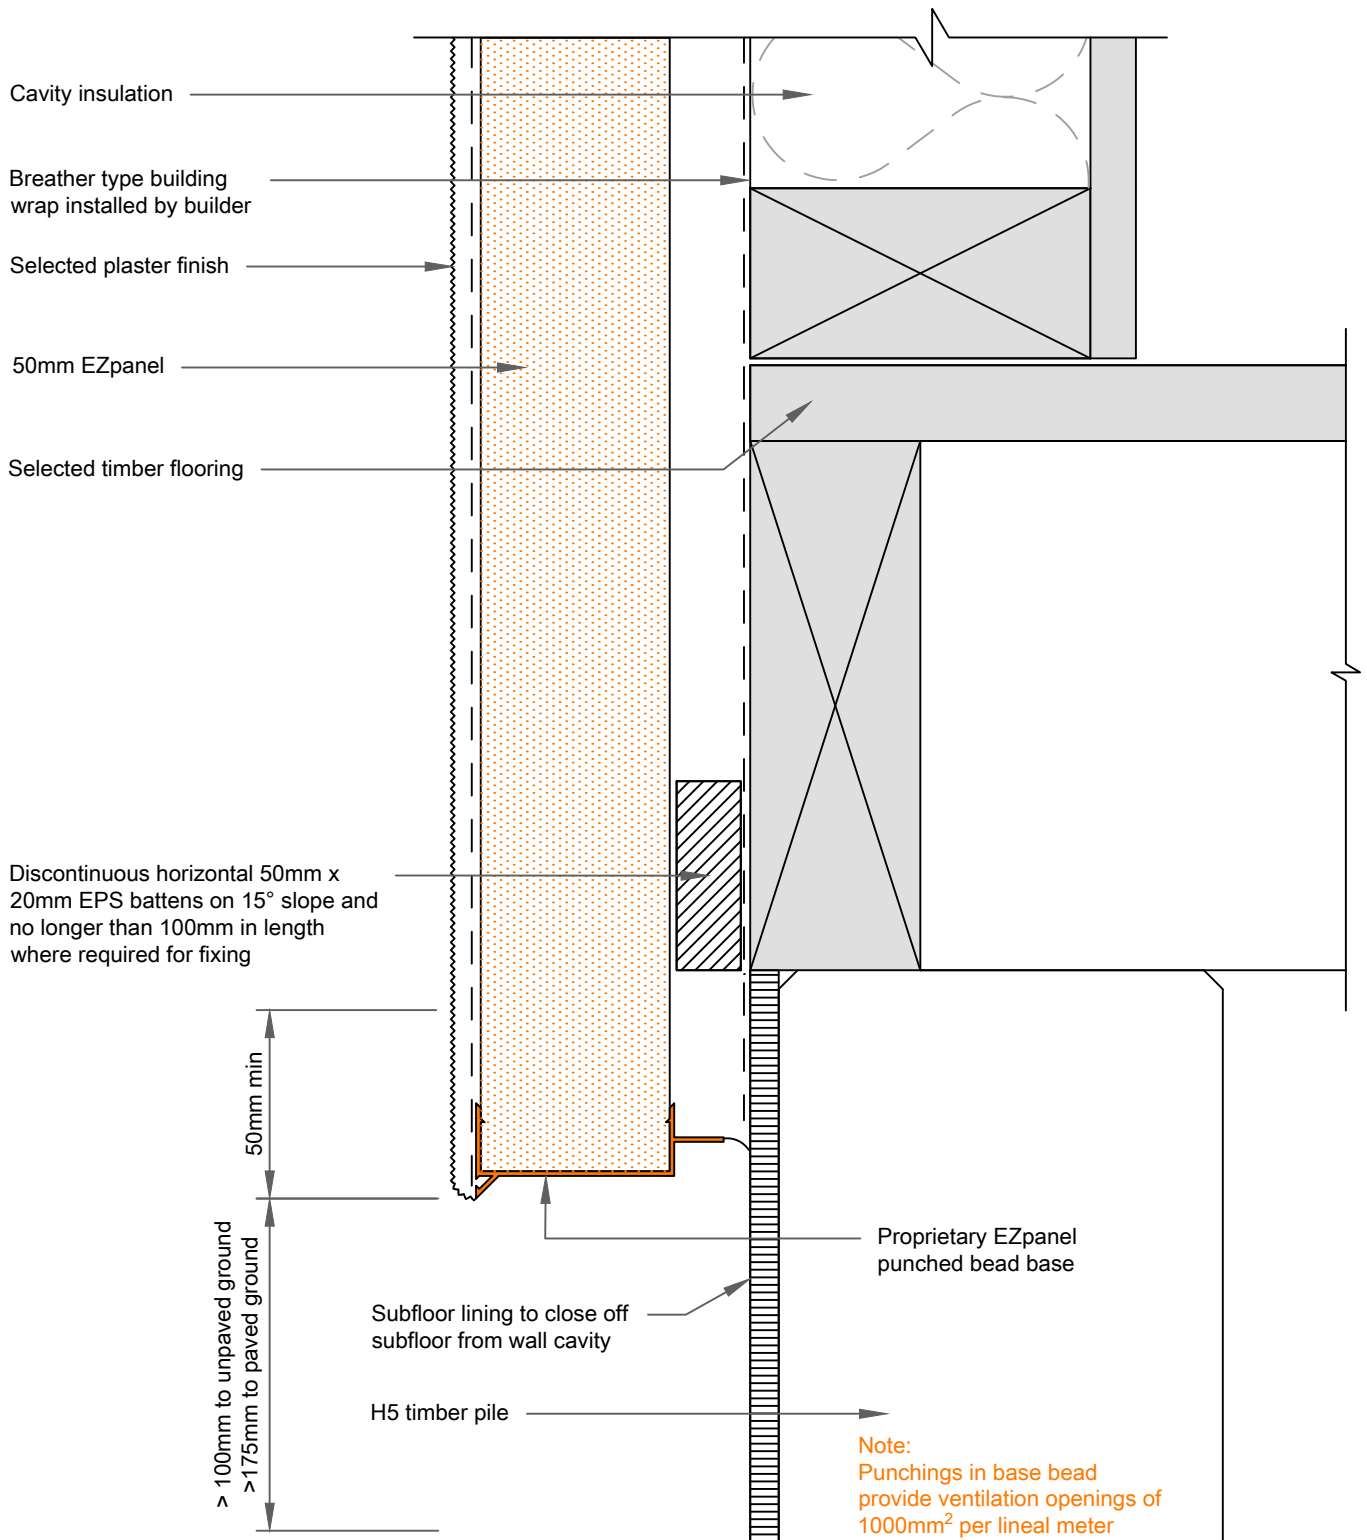 Cavity insulation
Breather type building
wrap installed by builder
Selected plaster finish
50mm EZpanel
Selected timber flooring
Discontinuous horizontal 50mm x
20mm EPS battens on 15° slope and
no longer than 100mm in length
where required for fixing
50mm min
> 100mm to unpaved ground
>175mm to paved ground
Proprietary EZpanel
punched bead base
Subfloor lining to close off
subfloor from wall cavity
H5 timber pile
Note:
Punchings in base bead
provide ventilation openings of
1000mm² per lineal meter